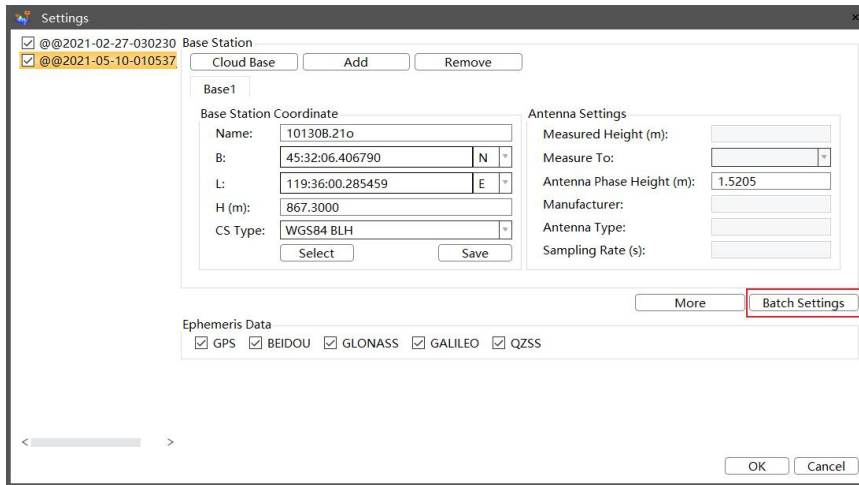 Settings
@@2021-02-27-030230
@@2021-05-10-010537
Base Station
Cloud Base Add Remove
Base1
Base Station Coordinate
Name: 10130B.21o
B: 45:32:06.406790 N
L: 119:36:00.285459 E
H (m): 867.3000
CS Type: WGS84 BLH
Select Save
Antenna Settings
Measured Height (m):
Measure To:
Antenna Phase Height (m): 1.5205
Manufacturer:
Antenna Type:
Sampling Rate (s):
More Batch Settings
Ephemeris Data
GPS BEIDOU GLONASS GALILEO QZSS
OK Cancel